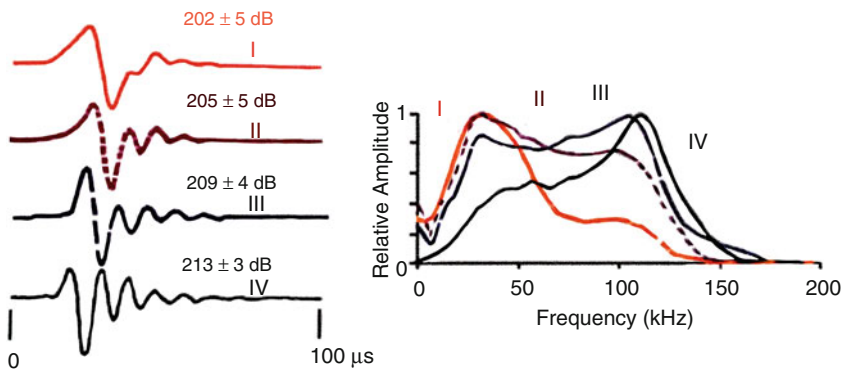 202 ± 5 dB
I
205 ± 5 dB
II
209 ± 4 dB
III
213 ± 3 dB
IV
0
100 µs
I
II
III
IV
1
0
Relative Amplitude
0
50
100
150
200
Frequency (kHz)